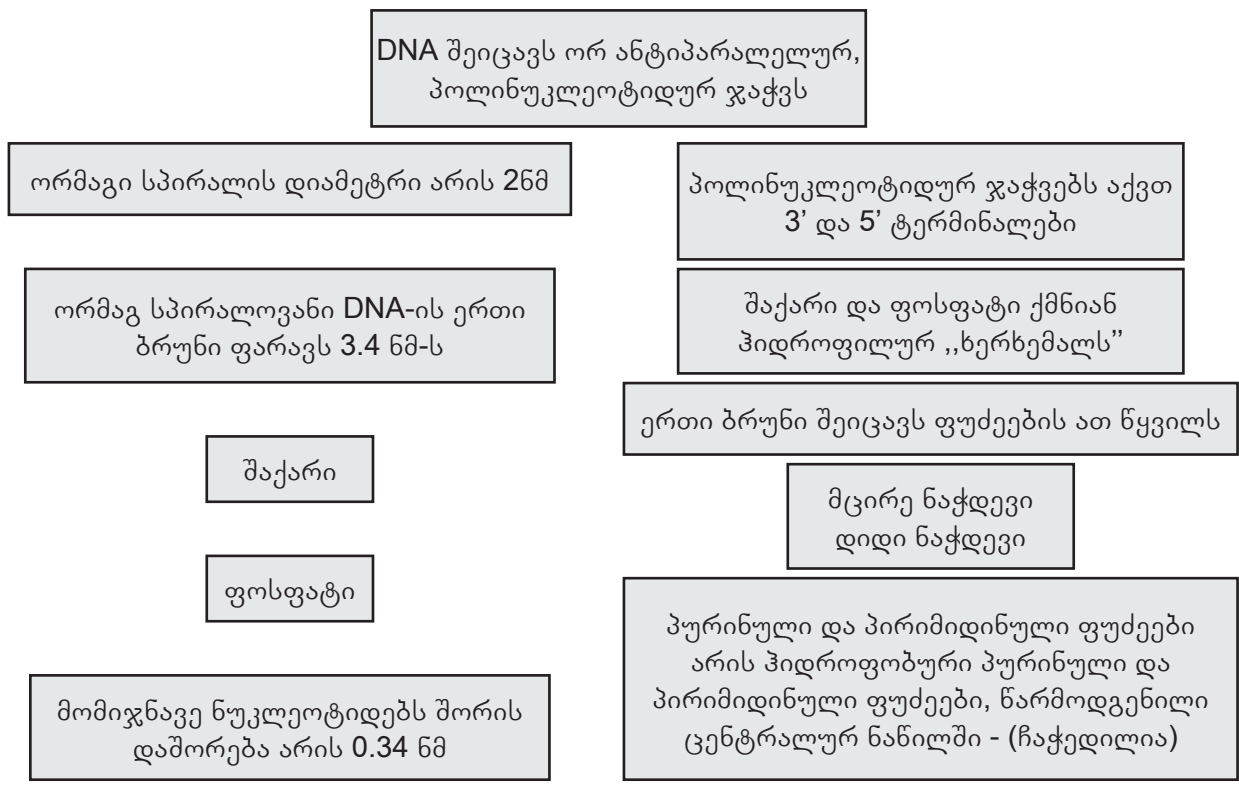 DNA შეიცავს ორ ანტიპარალელურ,
პოლინუკლეოტიდურ ჯაჭვს
ორმაგი სპირალის დიამეტრი არის 2ნმ
ორმაგ სპირალოვანი DNA-ის ერთი
ბრუნი ფარავს 3.4 ნმ-ს
შაქარი
ფოსფატი
მომიჯნავე ნუკლეოტიდებს შორის
დაშორება არის 0.34 ნმ
პოლინუკლეოტიდურ ჯაჭვებს აქვთ
3’ და 5’ ტერმინალები
შაქარი და ფოსფატი ქმნიან
ჰიდროფილურ ,,ხერხემალს’’
ერთი ბრუნი შეიცავს ფუძეების ათ წყვილს
მცირე ნაჭდევი
დიდი ნაჭდევი
პურინული და პირიმიდინული ფუძეები
არის ჰიდროფობური პურინული და
პირიმიდინული ფუძეები, წარმოდგენილი
ცენტრალურ ნაწილში - (ჩაჭედილია)